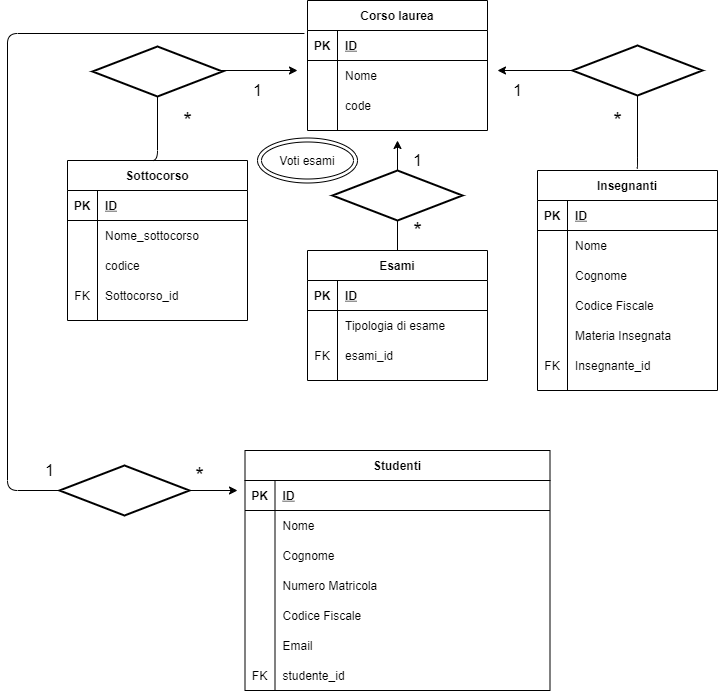 Corso laurea
PK ID
Nome
code
1
*
1
*
Voti esami
1
*
Sottocorso
PK ID
Nome_sottocorso
codice
FK Sottocorso_id
Insegnanti
PK ID
Nome
Cognome
Codice Fiscale
Materia Insegnata
FK Insegnante_id
Esami
PK ID
Tipologia di esame
FK esami_id
1
*
Studenti
PK ID
Nome
Cognome
Numero Matricola
Codice Fiscale
Email
FK studente_id